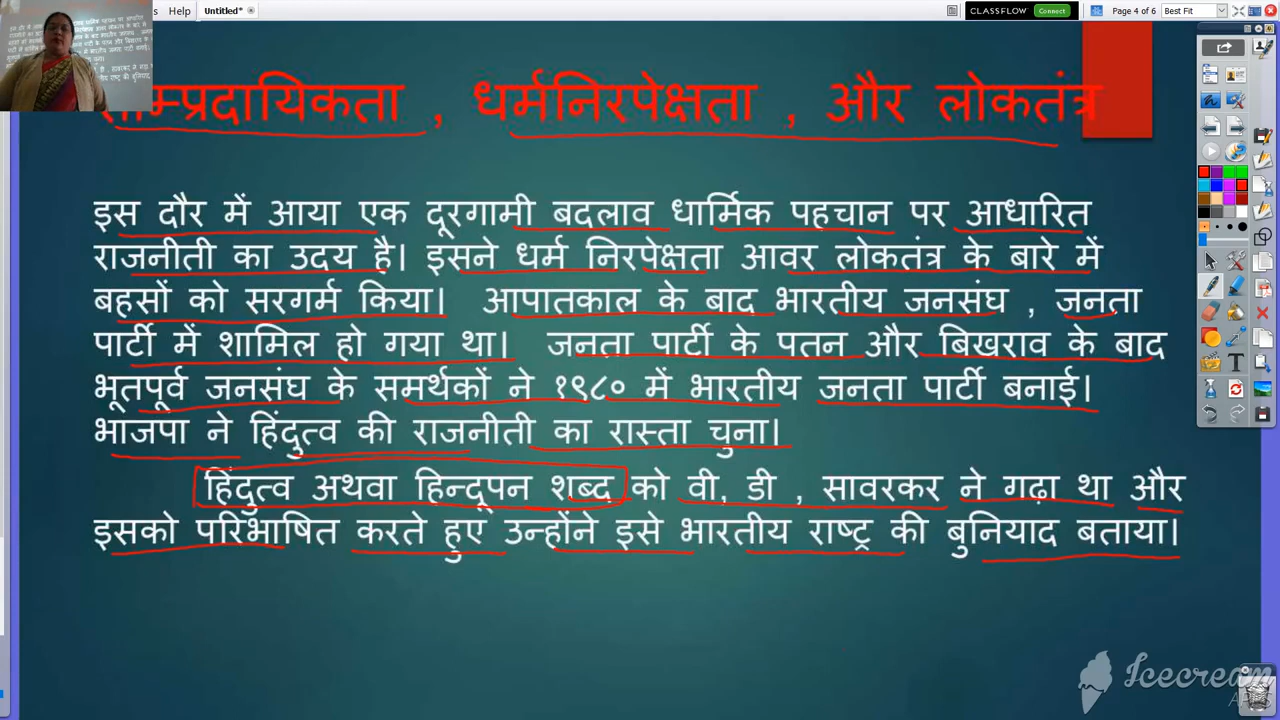 Help
Untitled*
CLASSFLOW
Connect
Page 4 of 6
Best Fit
साम्प्रदायिकता , धर्मनिरपेक्षता , और लोकतंत्र
इस दौर में आया एक दूरगामी बदलाव धार्मिक पहचान पर आधारित
राजनीती का उदय है। इसने धर्म निरपेक्षता आवर लोकतंत्र के बारे में
बहसों को सरगर्म किया। आपातकाल के बाद भारतीय जनसंघ , जनता
पार्टी में शामिल हो गया था। जनता पार्टी के पतन और बिखराव के बाद
भूतपूर्व जनसंघ के समर्थकों ने १९८० में भारतीय जनता पार्टी बनाई।
भाजपा ने हिंदुत्व की राजनीती का रास्ता चुना।
हिंदुत्व अथवा हिन्दूपन शब्द को वी, डी , सावरकर ने गढ़ा था और
इसको परिभाषित करते हुए उन्होंने इसे भारतीय राष्ट्र की बुनियाद बताया।
Icecream
APPS